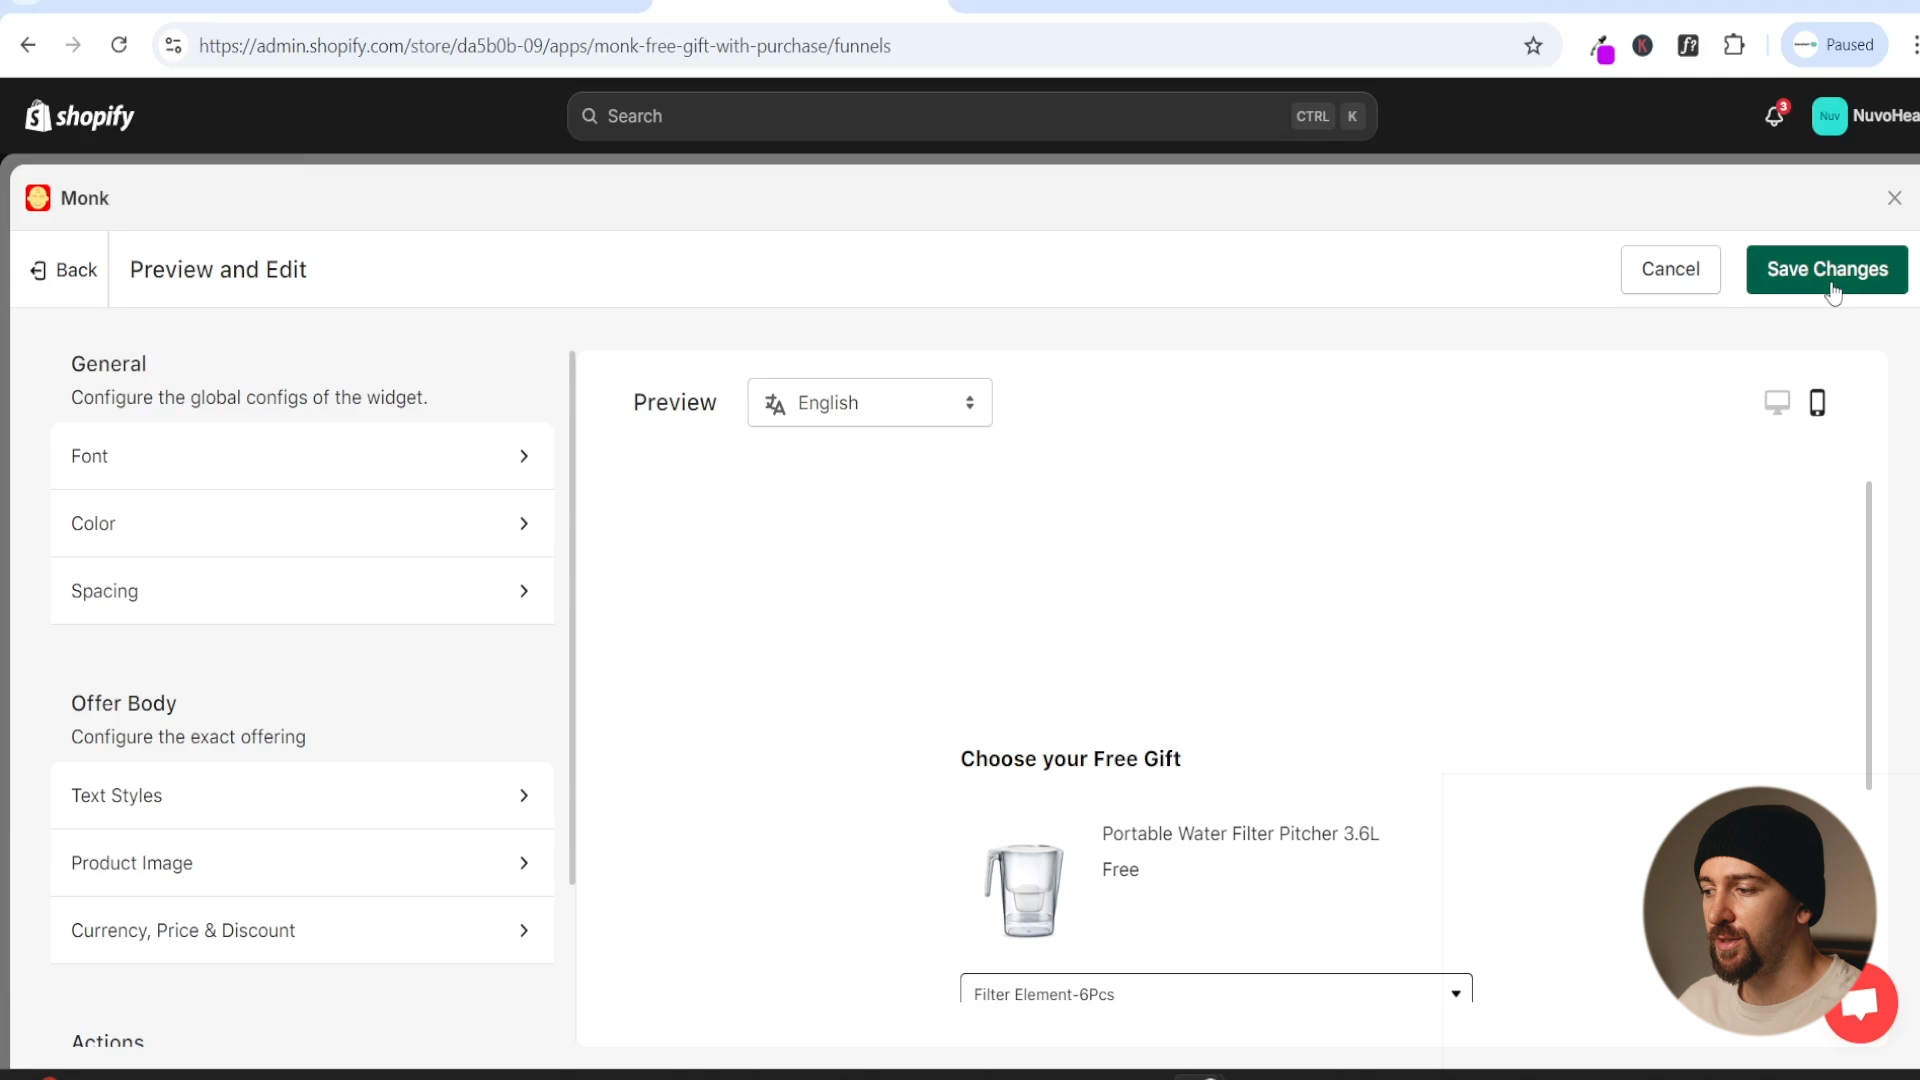 https://admin.shopify.com/store/da5b0b-09/apps/monk-free-gift-with-purchase/funnels
Paused
shopify
Search
CTRL K
3
Nuv
NuvoHea
Monk
Back
Preview and Edit
Cancel
Save Changes
General
Configure the global configs of the widget.
Font
Color
Spacing
Offer Body
Configure the exact offering
Text Styles
Product Image
Currency, Price & Discount
Actions
Preview
English
Choose your Free Gift
Portable Water Filter Pitcher 3.6L
Free
Filter Element-6Pcs